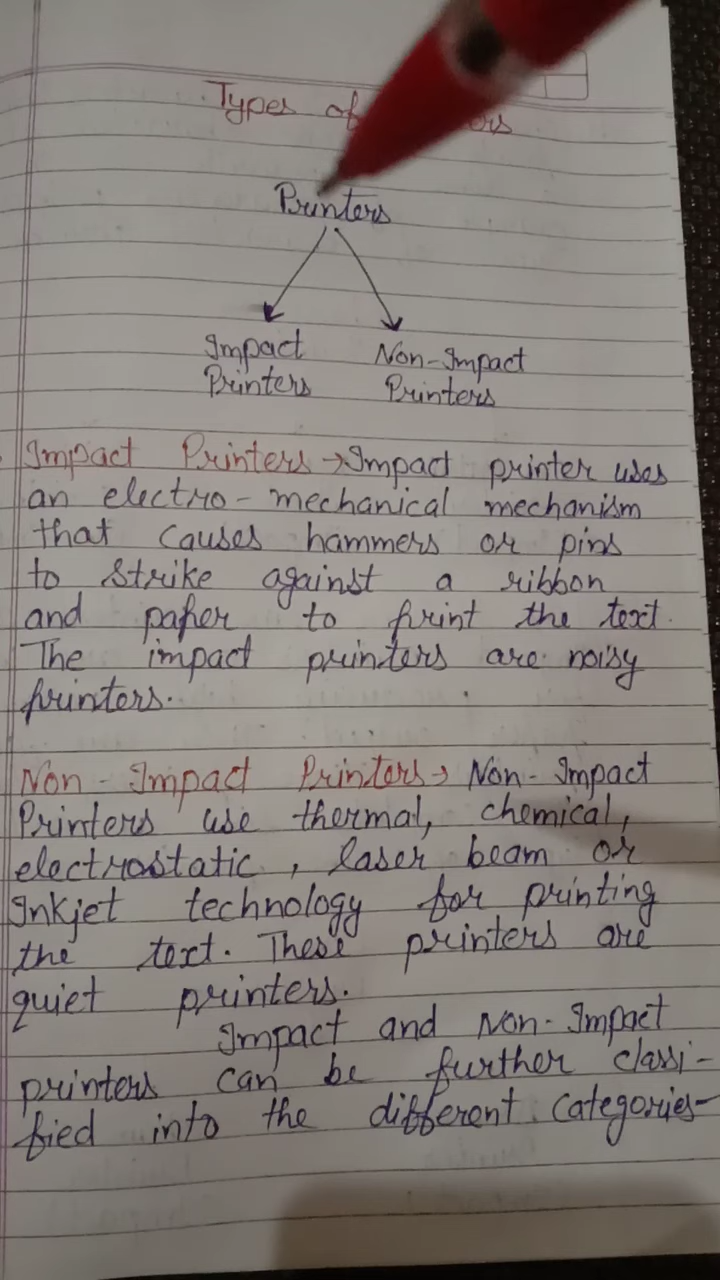 Types of
Printers
Impact Non-Impact
Printers Printers
Impact Printers → Impact printer uses
an electro-mechanical mechanism
that causes hammers or pins
to strike against a ribbon
and paper to print the text.
The impact printers are noisy
printers.
Non-Impact Printers → Non-Impact
Printers use thermal, chemical,
electrostatic, laser beam or
Inkjet technology for printing
the text. These printers are
quiet printers.
Impact and Non-Impact
printers can be further classi-
fied into the different categories-